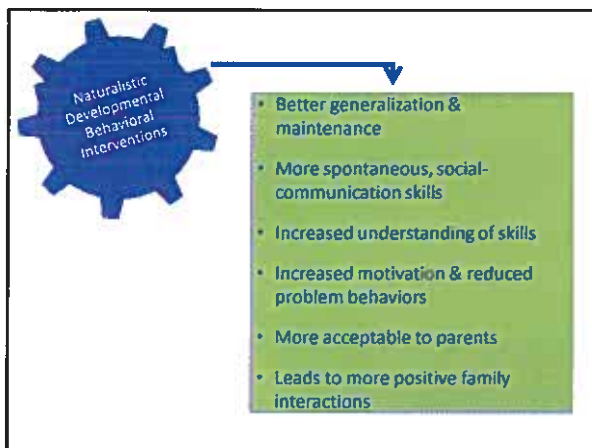 Naturalistic
Developmental
Behavioral
Interventions
• Better generalization &
maintenance
• More spontaneous, social-
communication skills
• Increased understanding of skills
• Increased motivation & reduced
problem behaviors
• More acceptable to parents
• Leads to more positive family
interactions